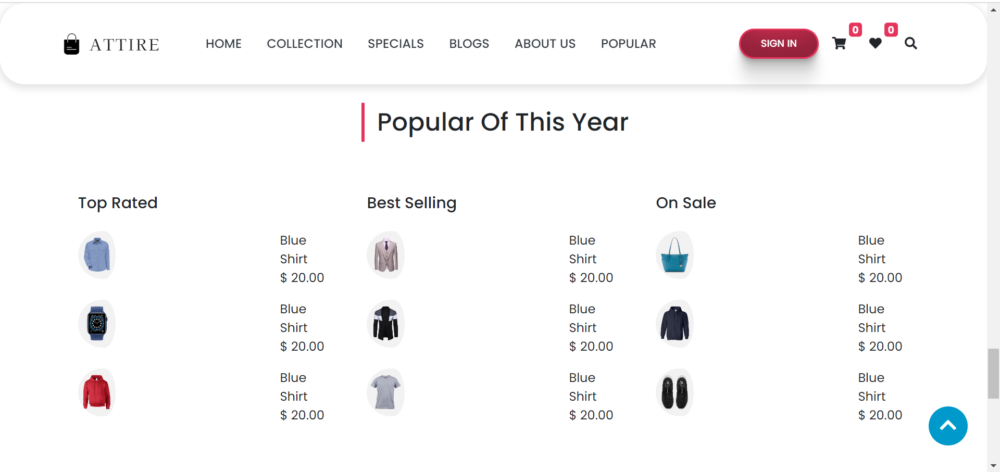 ATTIRE
HOME COLLECTION SPECIALS BLOGS ABOUT US POPULAR
SIGN IN
0
0
Popular Of This Year
Top Rated
Blue
Shirt
$ 20.00
Blue
Shirt
$ 20.00
Blue
Shirt
$ 20.00
Best Selling
Blue
Shirt
$ 20.00
Blue
Shirt
$ 20.00
Blue
Shirt
$ 20.00
On Sale
Blue
Shirt
$ 20.00
Blue
Shirt
$ 20.00
Blue
Shirt
$ 20.00